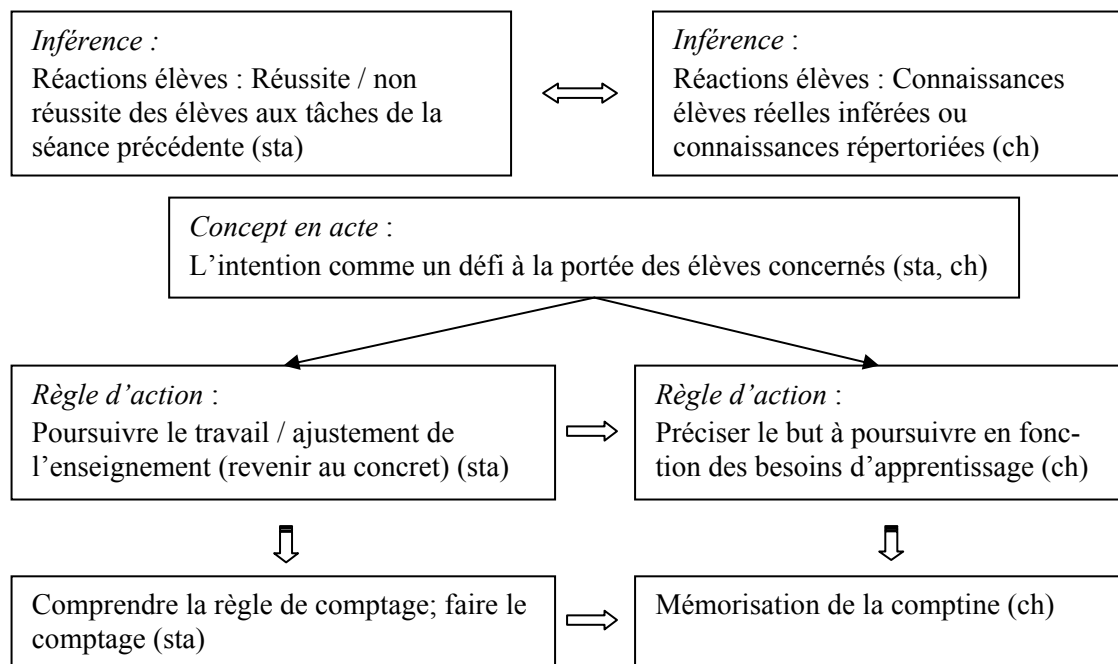 Inférence :
Réactions élèves : Réussite / non
réussite des élèves aux tâches de la
séance précédente (sta)
Inférence :
Réactions élèves : Connaissances
élèves réelles inférées ou
connaissances répertoriées (ch)
Concept en acte :
L’intention comme un défi à la portée des élèves concernés (sta, ch)
Règle d’action :
Poursuivre le travail / ajustement de
l’enseignement (revenir au concret) (sta)
Règle d’action :
Préciser le but à poursuivre en fonc-
tion des besoins d’apprentissage (ch)
Comprendre la règle de comptage; faire le
comptage (sta)
Mémorisation de la comptine (ch)